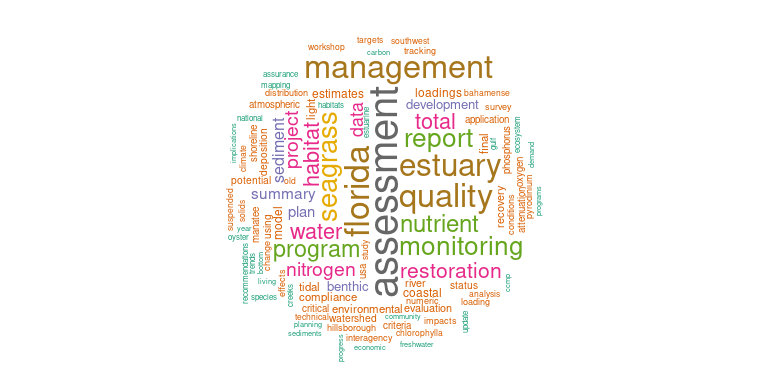 targets
southwest
workshop
carbon
tracking
management
assurance
mapping
distribution
estimates
loadings
bahamense
atmospheric
habitats
light
data
estuarine
assessment
development
survey
national
total
application
implications
climate
shoreline
deposition
sediment
project
habitat
seagrass
florida
report
final
gulf
phosphorus
ecosystem
demand
estuary
potential
old
oxygen
attenuation
pyrodinium
programs
summary
quality
suspended
solids
year
oyster
manatee
using
model
plan
recovery
conditions
water
nutrient
program
monitoring
recommendations
trends
bottom
change
nitrogen
usa
study
restoration
living
species
effects
creeks
tidal
benthic
river
status
ccmp
coastal
analysis
compliance
numeric
loading
critical
environmental
evaluation
technical
watershed
community
impacts
update
planning
hillsborough
criteria
sediments
interagency
chlorophylla
progress
economic
freshwater